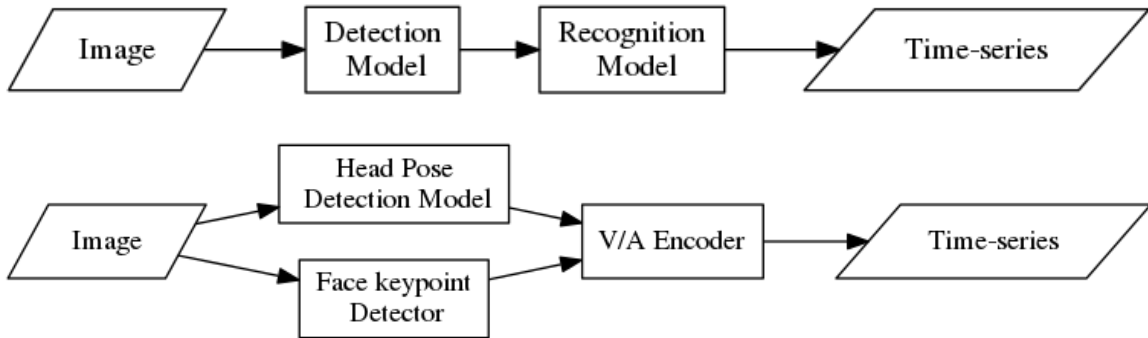 Image
Detection
Model
Recognition
Model
Time-series
Head Pose
Detection Model
Image
V/A Encoder
Time-series
Face keypoint
Detector